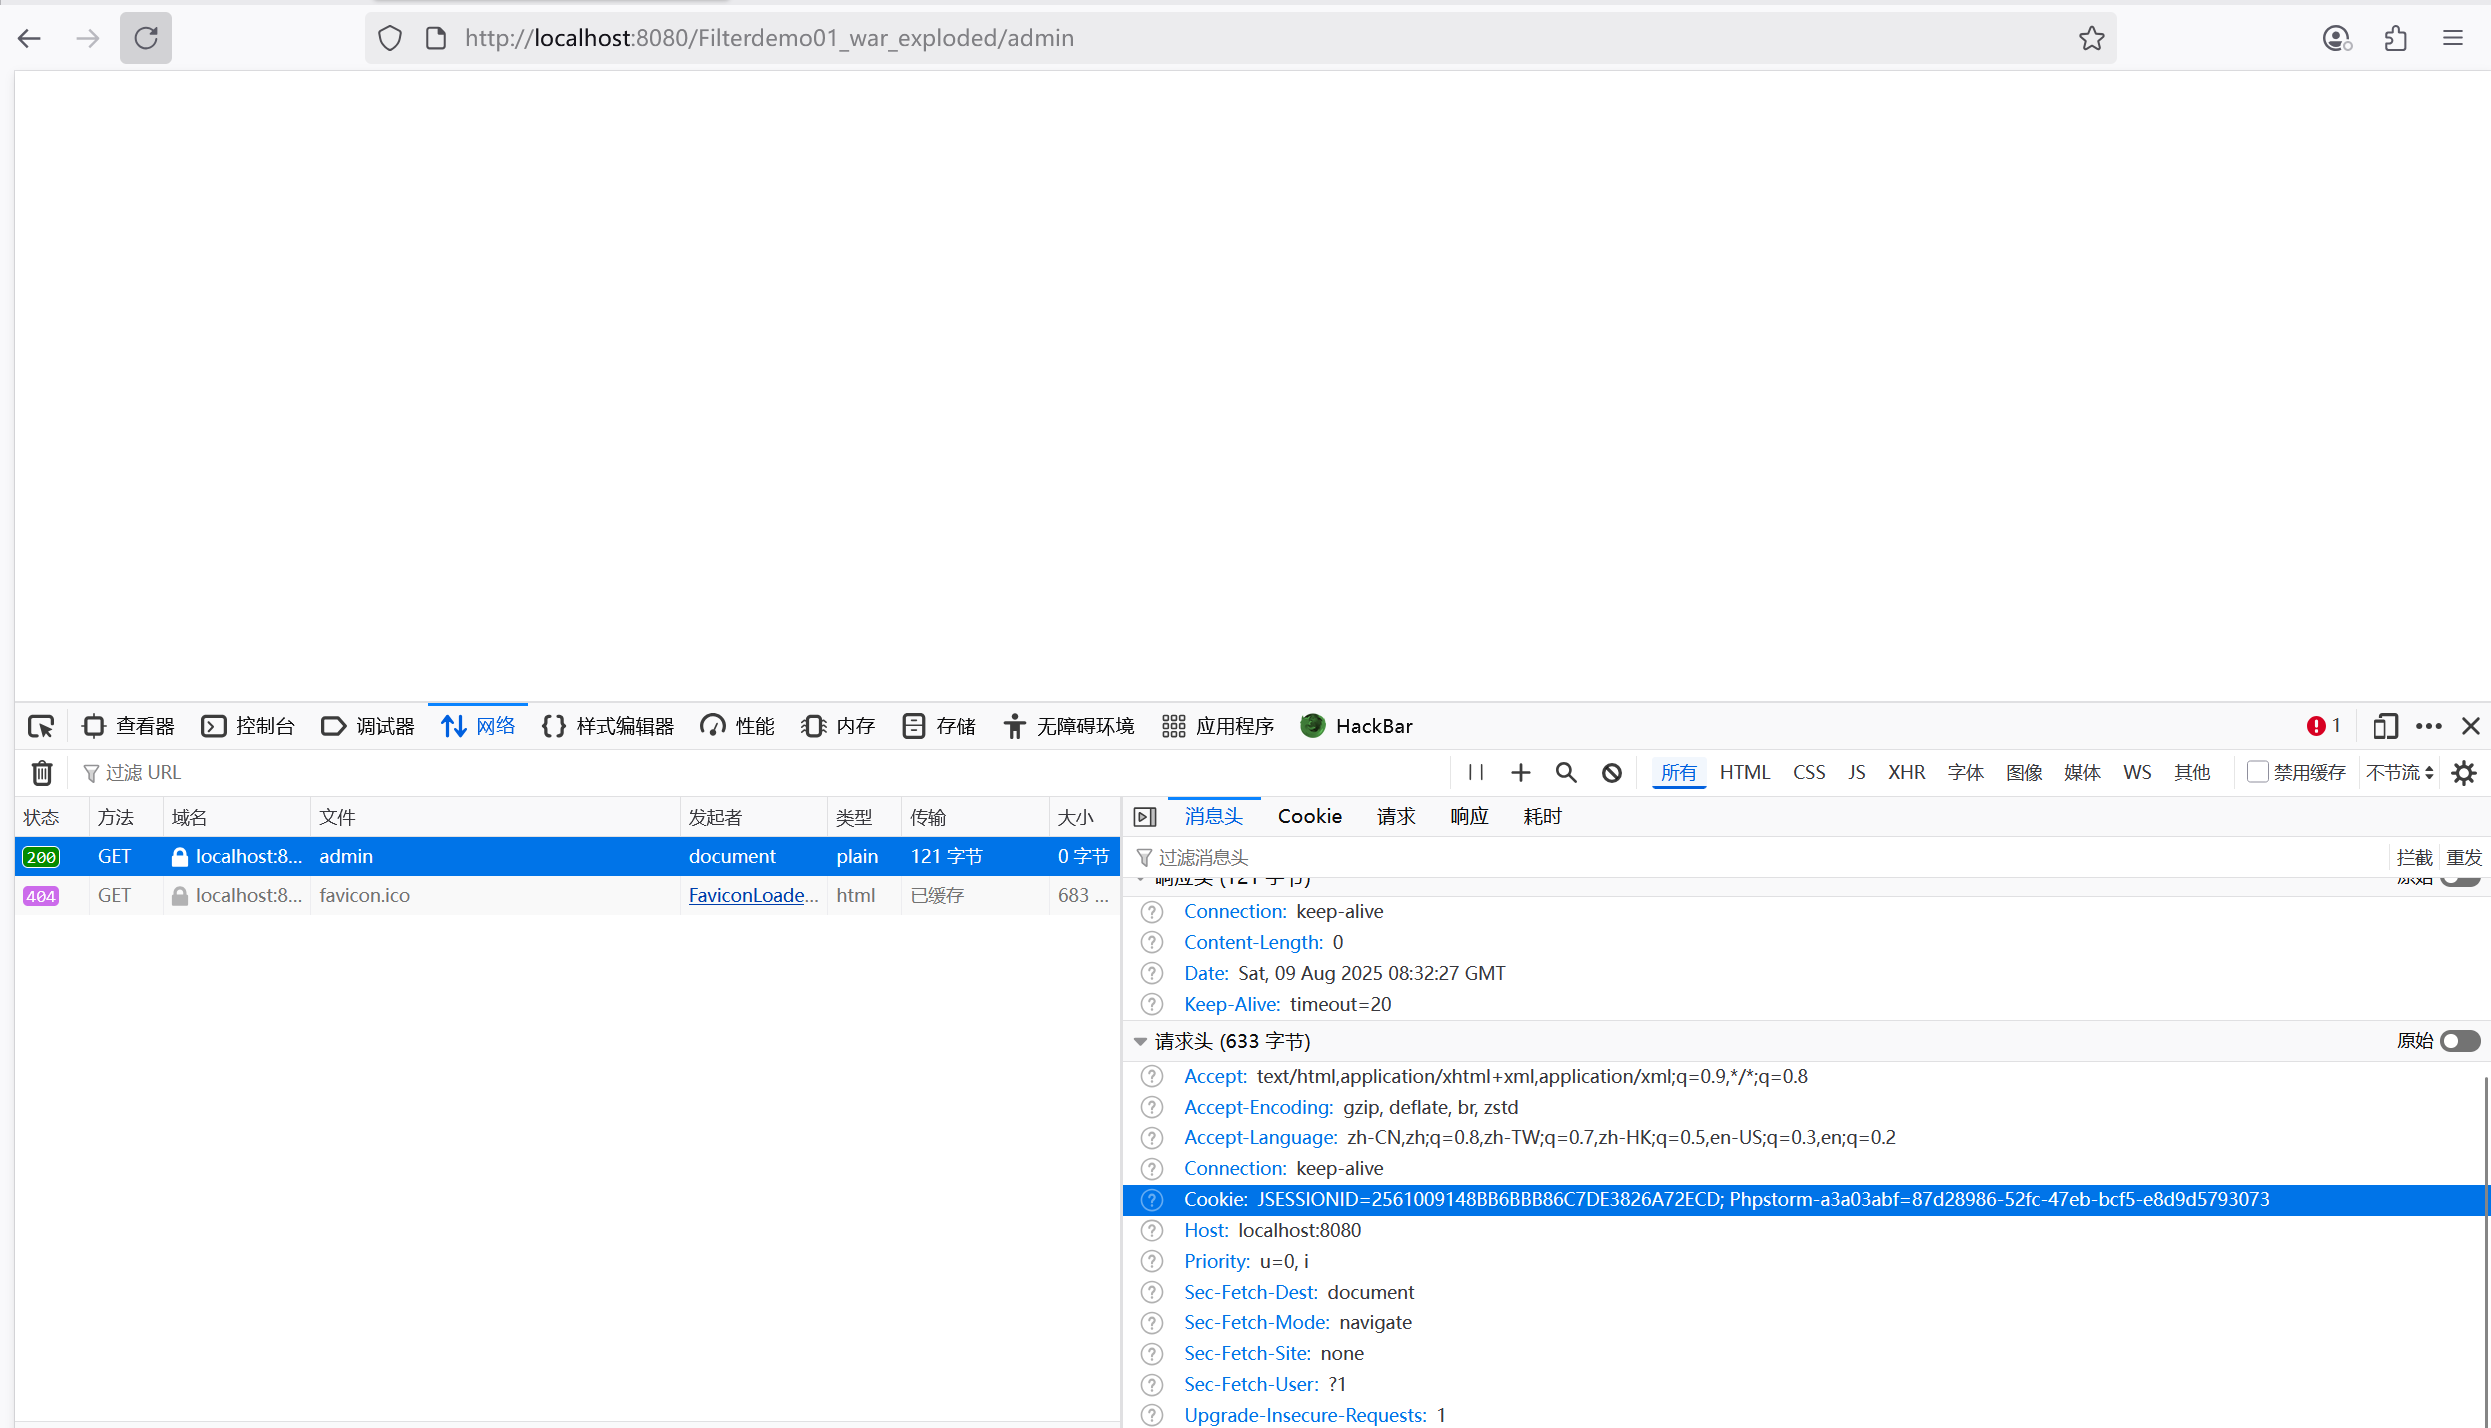 http://localhost:8080/Filterdemo01_war_exploded/admin
查看器 控制台 调试器 网络 样式编辑器 性能 内存 存储 无障碍环境 应用程序 HackBar 1
过滤 URL 所有 HTML CSS JS XHR 字体 图像 媒体 WS 其他 禁用缓存 不节流
状态 方法 域名 文件 发起者 类型 传输 大小
200 GET localhost:8... admin document plain 121 字节 0 字节
404 GET localhost:8... favicon.ico FaviconLoade... html 已缓存 683 ...
消息头 Cookie 请求 响应 耗时
过滤消息头 拦截 重发
响应头 (121 字节) 原始
Connection: keep-alive
Content-Length: 0
Date: Sat, 09 Aug 2025 08:32:27 GMT
Keep-Alive: timeout=20
请求头 (633 字节) 原始
Accept: text/html,application/xhtml+xml,application/xml;q=0.9,*/*;q=0.8
Accept-Encoding: gzip, deflate, br, zstd
Accept-Language: zh-CN,zh;q=0.8,zh-TW;q=0.7,zh-HK;q=0.5,en-US;q=0.3,en;q=0.2
Connection: keep-alive
Cookie: JSESSIONID=2561009148BB6BBB86C7DE3826A72ECD; Phpstorm-a3a03abf=87d28986-52fc-47eb-bcf5-e8d9d5793073
Host: localhost:8080
Priority: u=0, i
Sec-Fetch-Dest: document
Sec-Fetch-Mode: navigate
Sec-Fetch-Site: none
Sec-Fetch-User: ?1
Upgrade-Insecure-Requests: 1